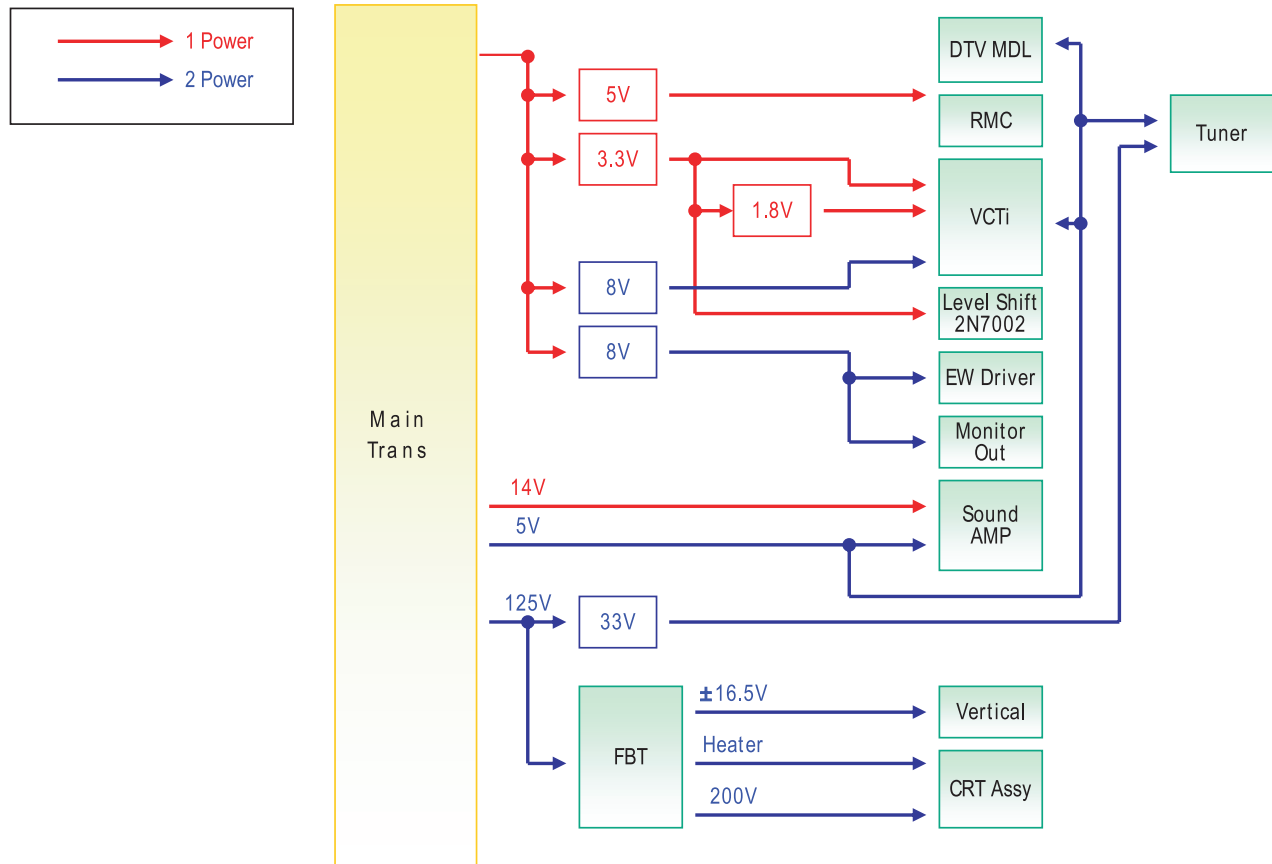 1 Power
2 Power
Main
Trans
5V
3.3V
1.8V
8V
8V
14V
5V
125V
33V
FBT
±16.5V
Heater
200V
DTV MDL
RMC
VCTi
Level Shift
2N7002
EW Driver
Monitor
Out
Sound
AMP
Vertical
CRT Assy
Tuner